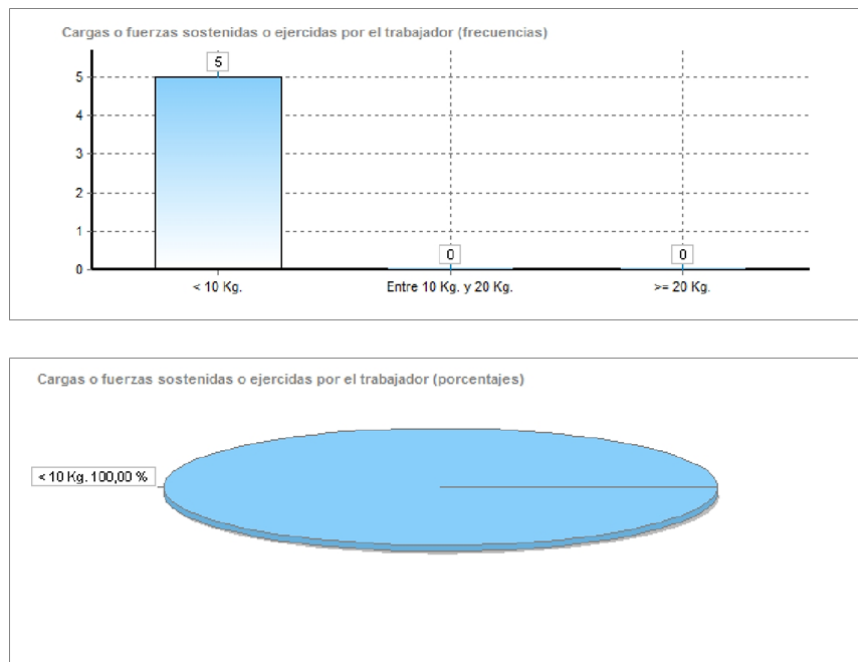 Cargas o fuerzas sostenidas o ejercidas por el trabajador (frecuencias)
5
5
4
3
2
1
0
0
0
< 10 Kg.
Entre 10 Kg. y 20 Kg.
>= 20 Kg.
Cargas o fuerzas sostenidas o ejercidas por el trabajador (porcentajes)
< 10 Kg. 100,00 %